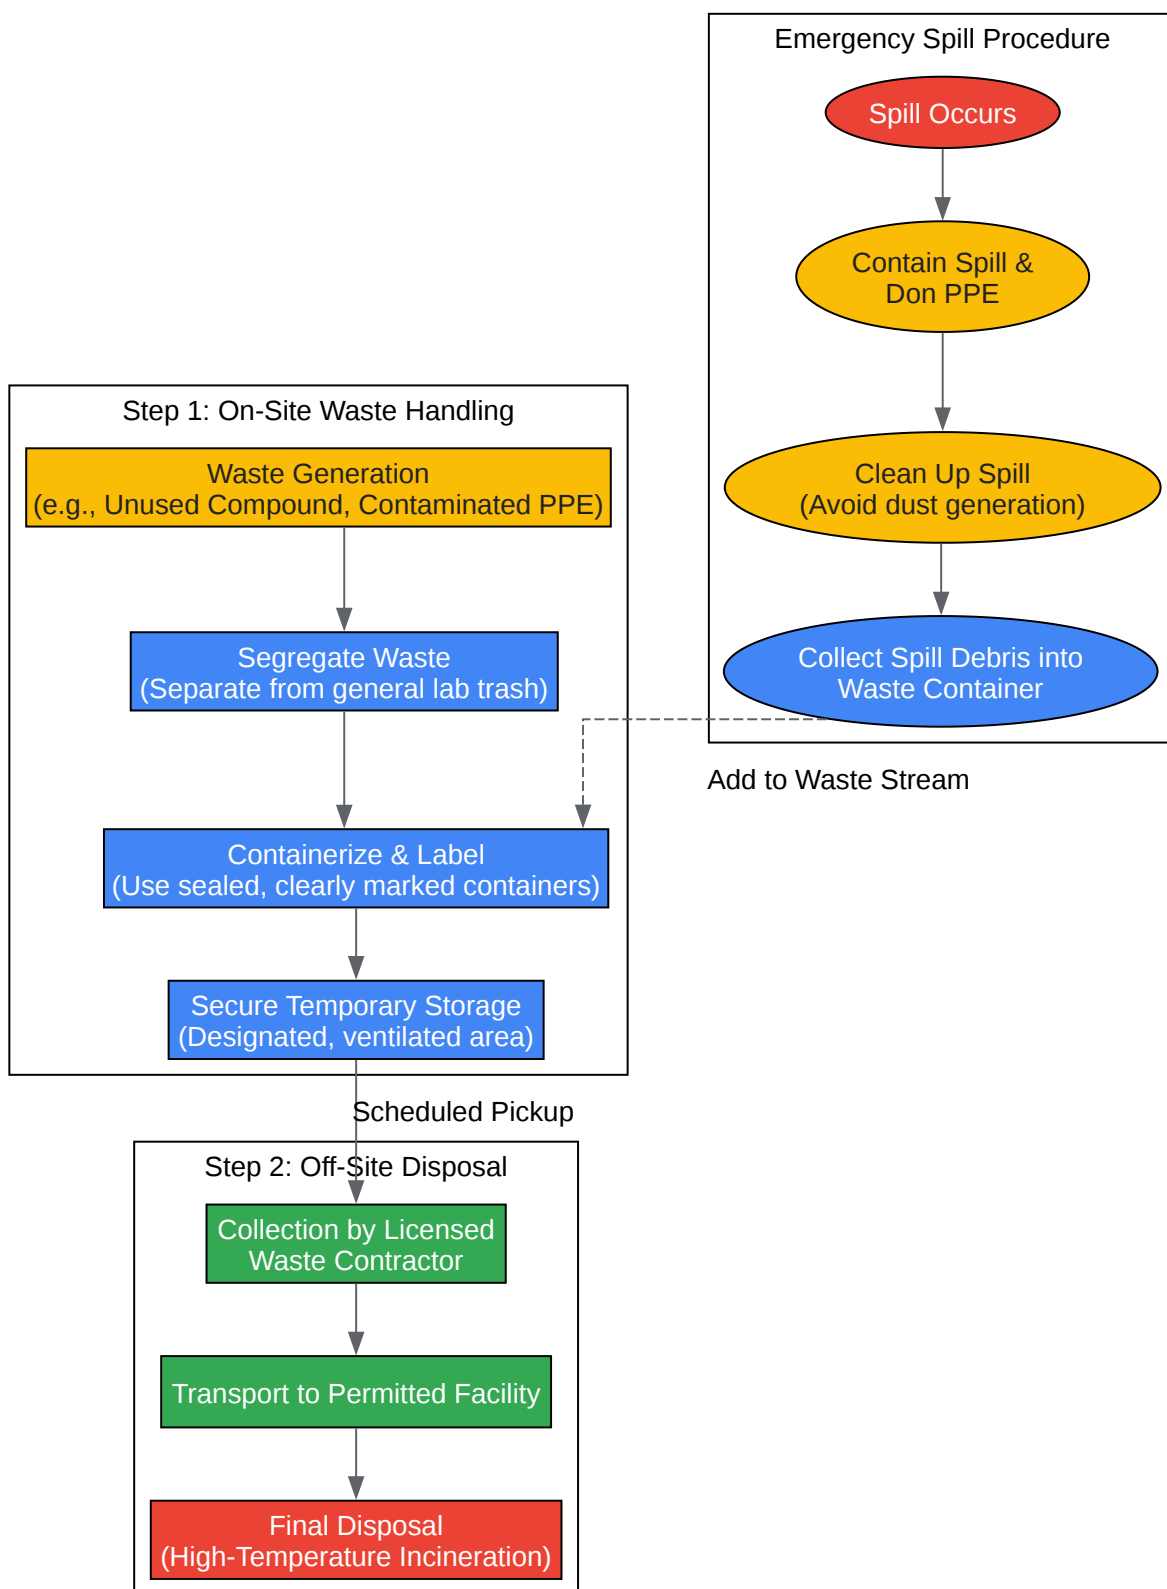 Emergency Spill Procedure
Spill Occurs
Contain Spill &
Don PPE
Clean Up Spill
(Avoid dust generation)
Collect Spill Debris into
Waste Container
Add to Waste Stream
Step 1: On-Site Waste Handling
Waste Generation
(e.g., Unused Compound, Contaminated PPE)
Segregate Waste
(Separate from general lab trash)
Containerize & Label
(Use sealed, clearly marked containers)
Secure Temporary Storage
(Designated, ventilated area)
Scheduled Pickup
Step 2: Off-Site Disposal
Collection by Licensed
Waste Contractor
Transport to Permitted Facility
Final Disposal
(High-Temperature Incineration)